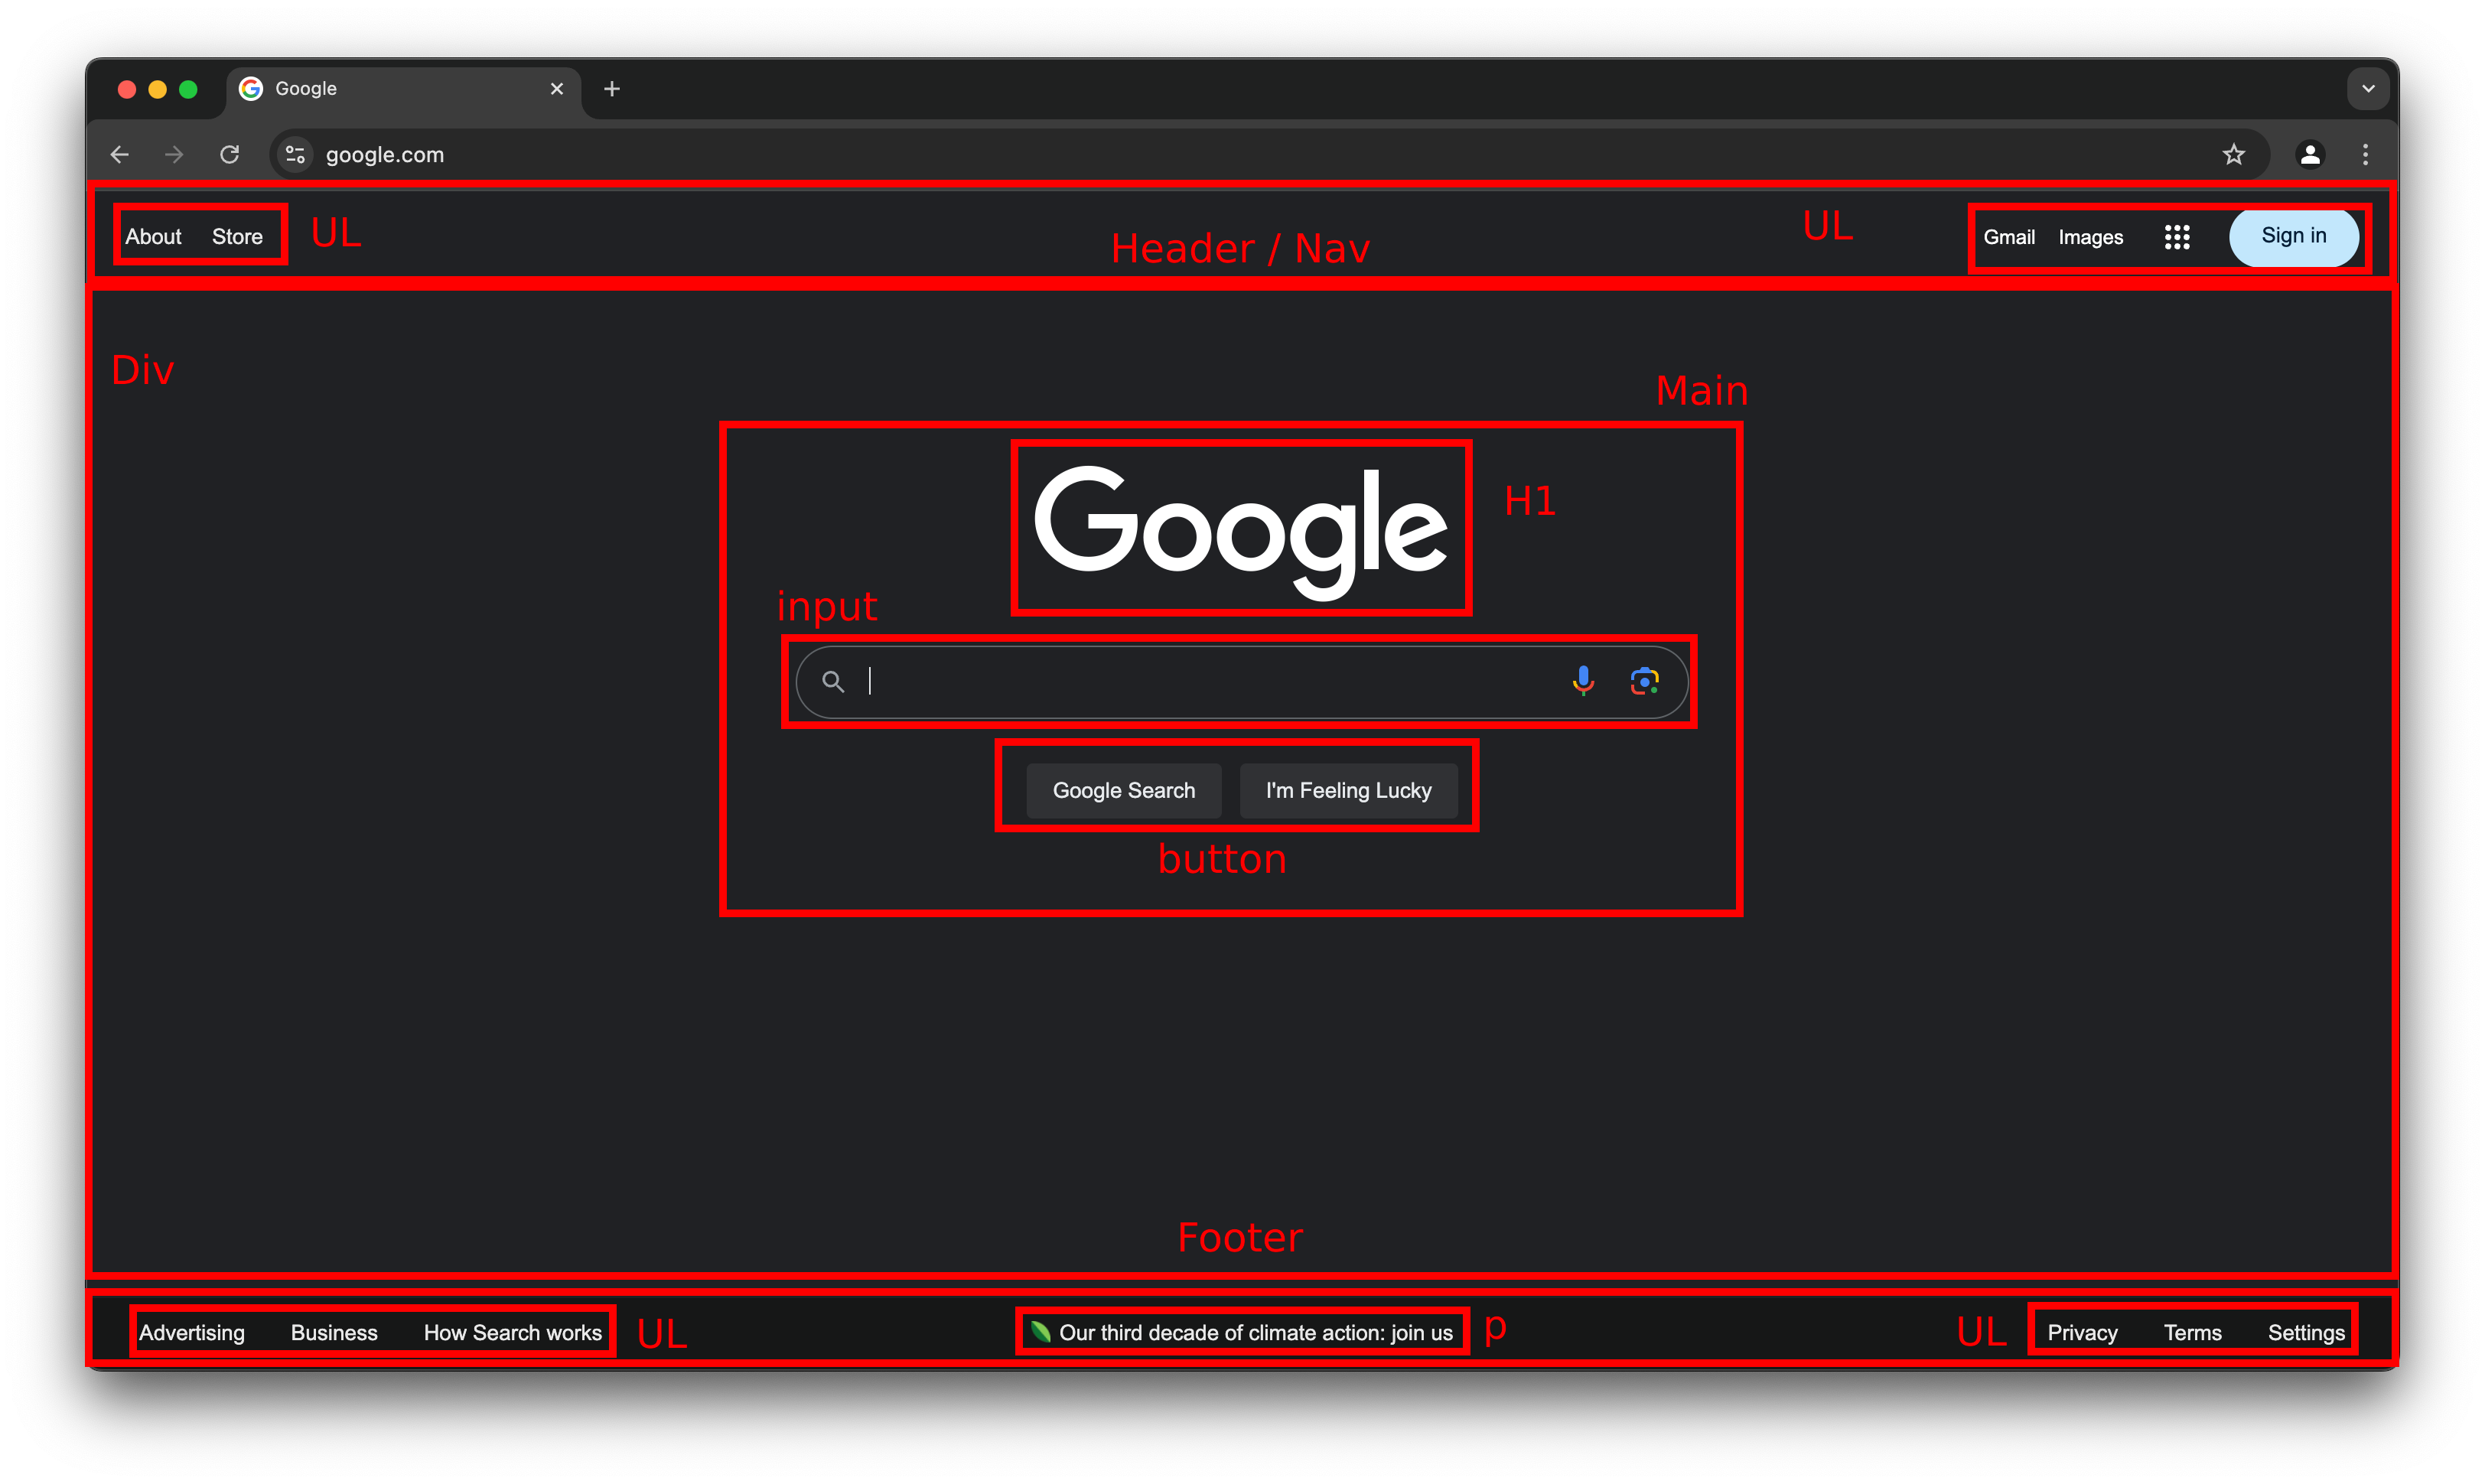 Google
google.com
About Store UL Header / Nav UL Gmail Images Sign in
Div
Main
Google H1
input
Google Search I'm Feeling Lucky
button
Footer
Advertising Business How Search works UL Our third decade of climate action: join us p UL Privacy Terms Settings